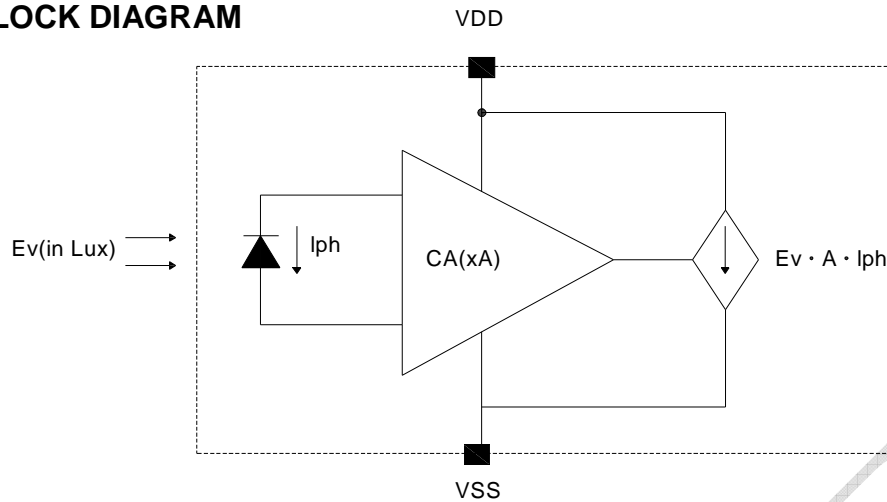 LOCK DIAGRAM
VDD
Ev(in Lux)
Iph
CA(xA)
Ev・A・Iph
VSS